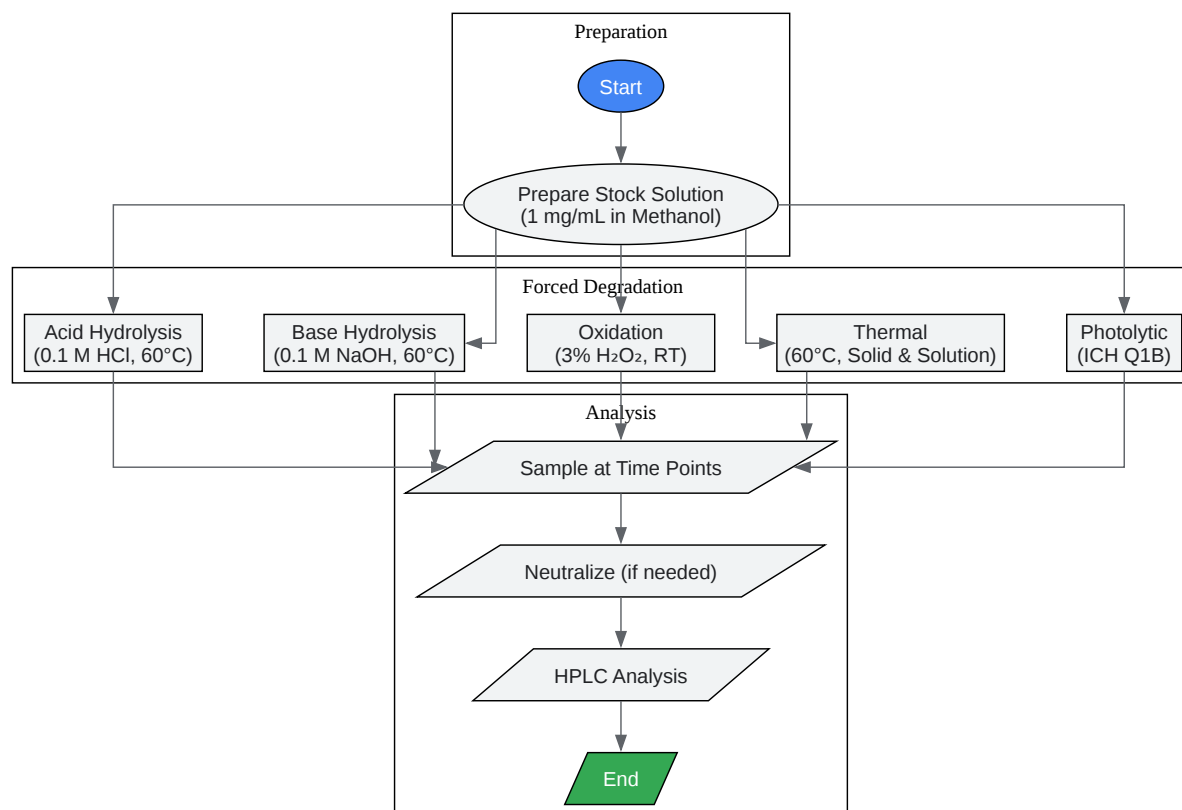 Preparation
Start
Prepare Stock Solution
(1 mg/mL in Methanol)
Forced Degradation
Acid Hydrolysis
(0.1 M HCl, 60°C)
Base Hydrolysis
(0.1 M NaOH, 60°C)
Oxidation
(3% H₂O₂, RT)
Thermal
(60°C, Solid & Solution)
Photolytic
(ICH Q1B)
Analysis
Sample at Time Points
Neutralize (if needed)
HPLC Analysis
End